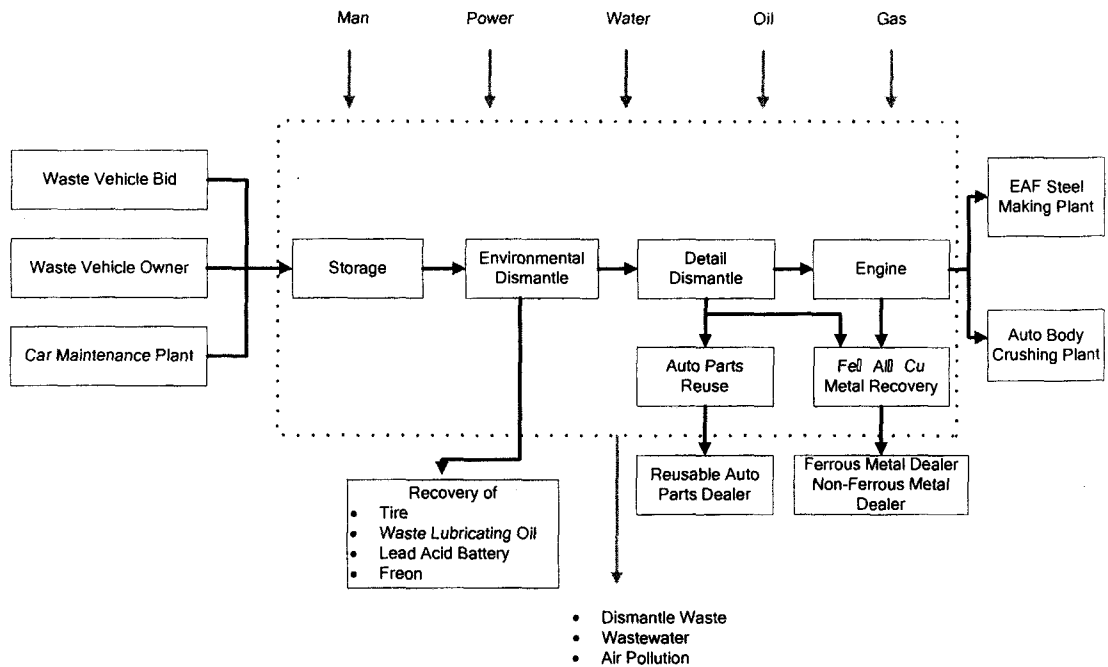 Man
Power
Water
Oil
Gas
Waste Vehicle Bid
Waste Vehicle Owner
Car Maintenance Plant
Storage
Environmental
Dismantle
Detail
Dismantle
Engine
EAF Steel
Making Plant
Auto Body
Crushing Plant
Auto Parts
Reuse
Fe▯ Al▯ Cu
Metal Recovery
Reusable Auto
Parts Dealer
Ferrous Metal Dealer
Non-Ferrous Metal
Dealer
Recovery of
• Tire
• Waste Lubricating Oil
• Lead Acid Battery
• Freon
• Dismantle Waste
• Wastewater
• Air Pollution